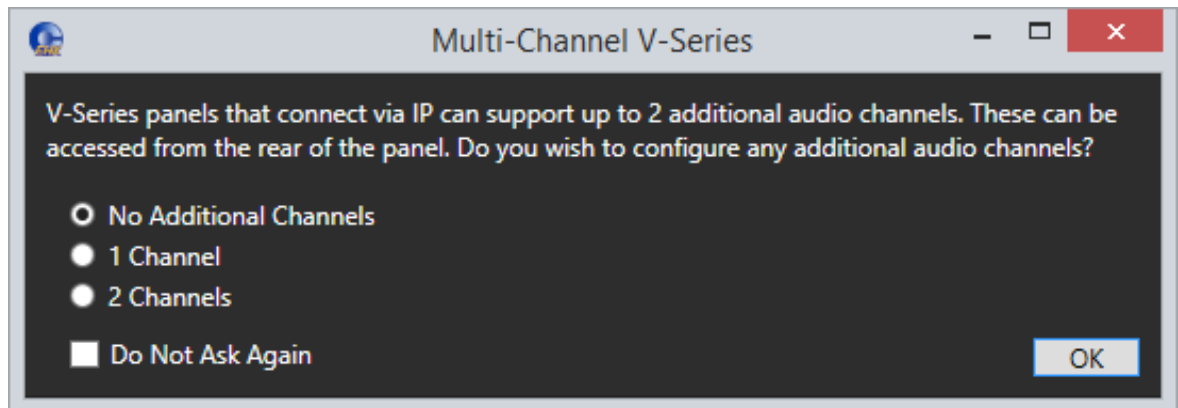 Multi-Channel V-Series
V-Series panels that connect via IP can support up to 2 additional audio channels. These can be
accessed from the rear of the panel. Do you wish to configure any additional audio channels?
No Additional Channels
1 Channel
2 Channels
Do Not Ask Again
OK